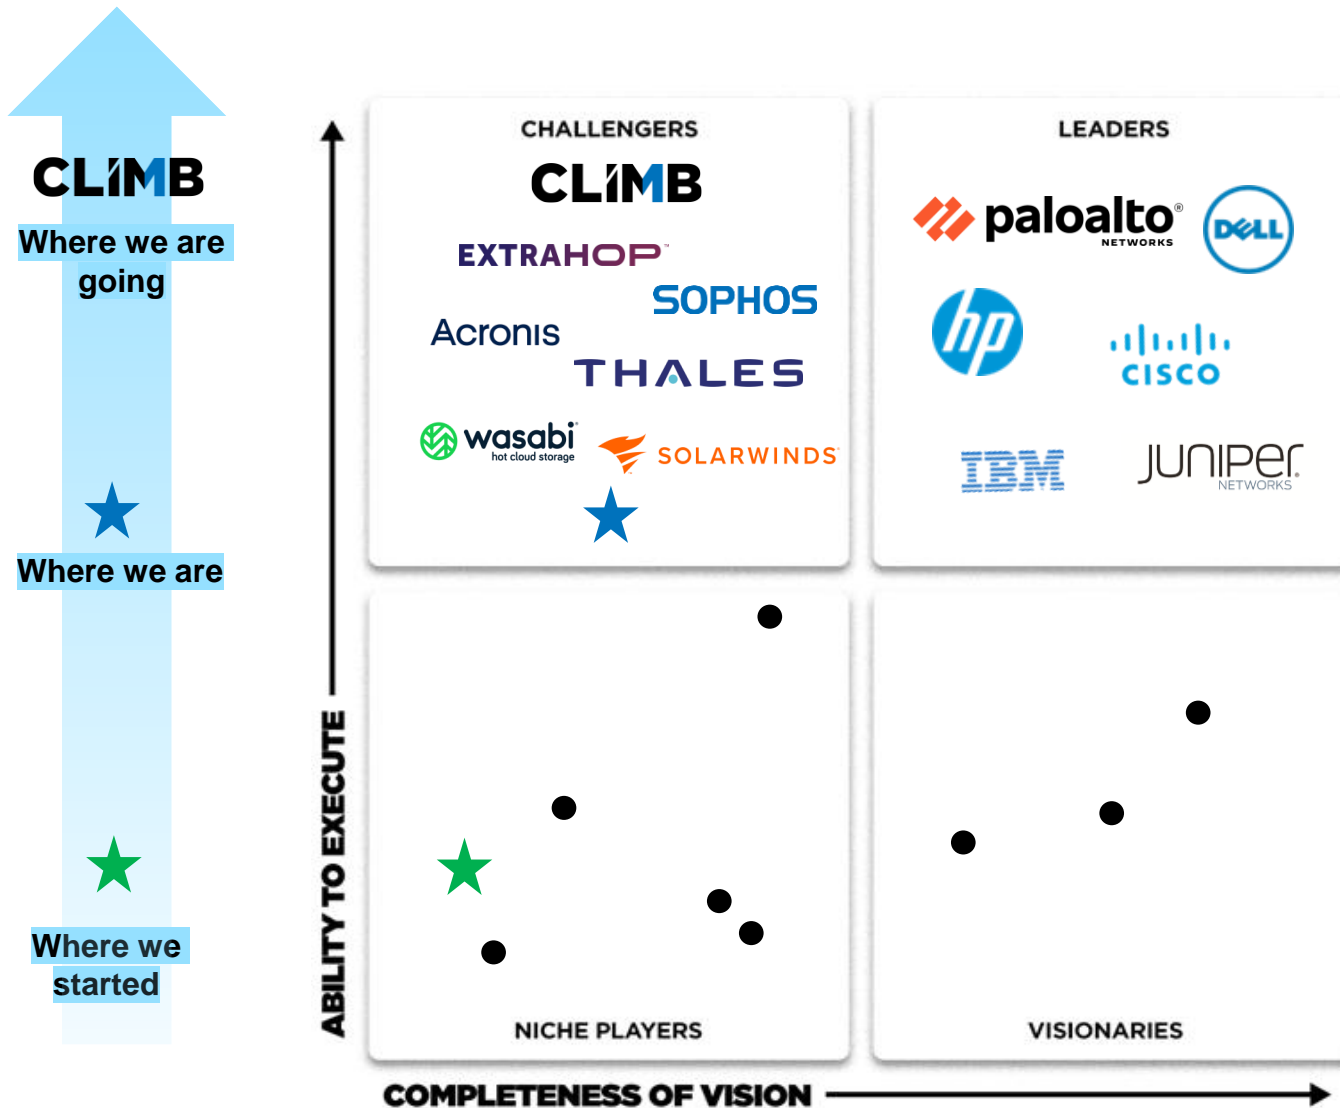 CLiMB
Where we are
going
Where we are
Where we
started
ABILITY TO EXECUTE
CHALLENGERS
CLiMB
EXTRAHOP™
SOPHOS
Acronis
THALES
wasabi
hot cloud storage
SOLARWINDS
LEADERS
paloalto®
NETWORKS
DELL
hp
CISCO
IBM
JUNIPER
NETWORKS
NICHE PLAYERS
VISIONARIES
COMPLETENESS OF VISION